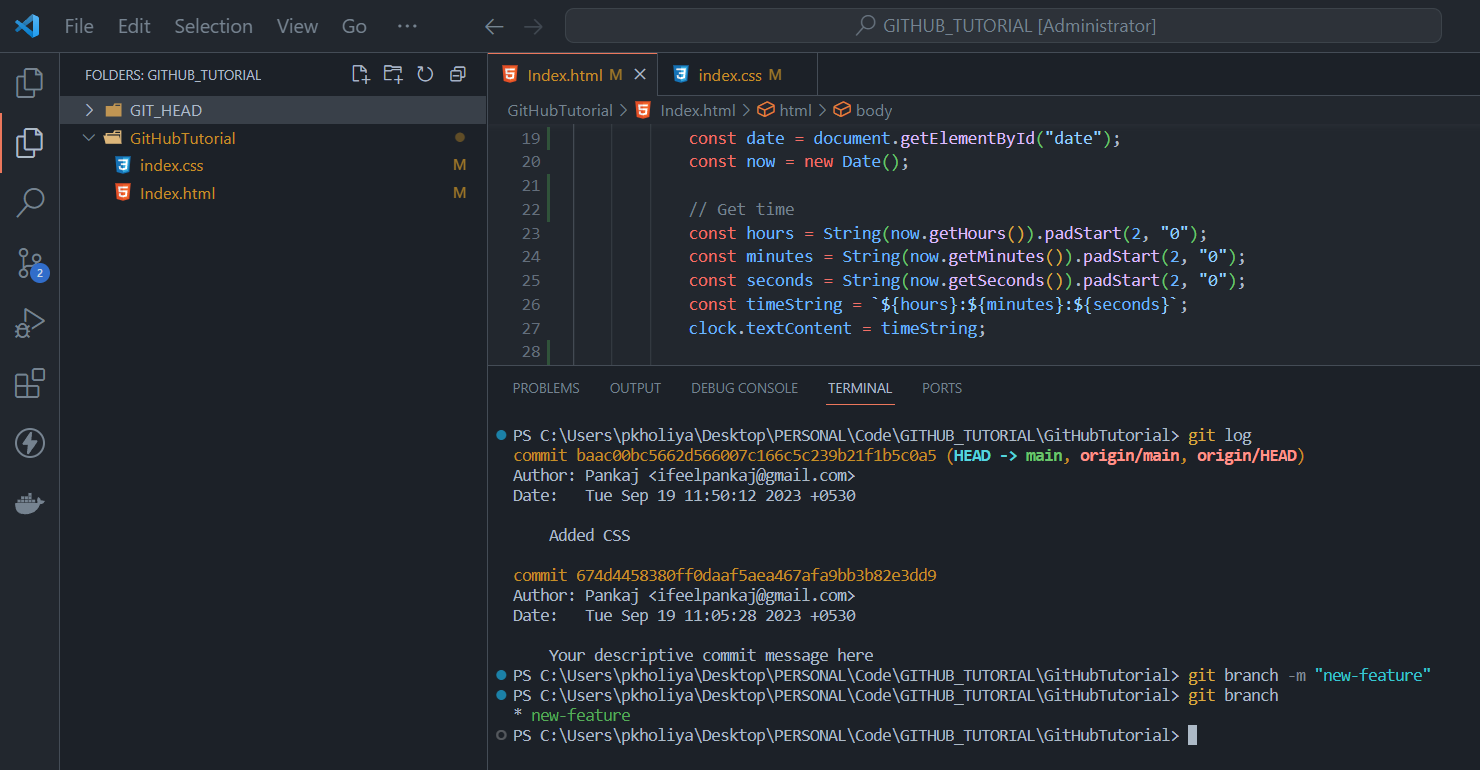 File Edit Selection View Go ··· GITHUB_TUTORIAL [Administrator]
FOLDERS: GITHUB_TUTORIAL
GIT_HEAD
GitHubTutorial
index.css M
Index.html M
2
Index.html M index.css M
GitHubTutorial > Index.html > html > body
19 const date = document.getElementById("date");
20 const now = new Date();
21
22 // Get time
23 const hours = String(now.getHours()).padStart(2, "0");
24 const minutes = String(now.getMinutes()).padStart(2, "0");
25 const seconds = String(now.getSeconds()).padStart(2, "0");
26 const timeString = `${hours}:${minutes}:${seconds}`;
27 clock.textContent = timeString;
28
PROBLEMS OUTPUT DEBUG CONSOLE TERMINAL PORTS
PS C:\Users\pkholiya\Desktop\PERSONAL\Code\GITHUB_TUTORIAL\GitHubTutorial> git log
commit baac00bc5662d566007c166c5c239b21f1b5c0a5 (HEAD -> main, origin/main, origin/HEAD)
Author: Pankaj <ifeelpankaj@gmail.com>
Date:   Tue Sep 19 11:50:12 2023 +0530
Added CSS
commit 674d4458380ff0daaf5aea467afa9bb3b82e3dd9
Author: Pankaj <ifeelpankaj@gmail.com>
Date:   Tue Sep 19 11:05:28 2023 +0530
Your descriptive commit message here
PS C:\Users\pkholiya\Desktop\PERSONAL\Code\GITHUB_TUTORIAL\GitHubTutorial> git branch -m "new-feature"
PS C:\Users\pkholiya\Desktop\PERSONAL\Code\GITHUB_TUTORIAL\GitHubTutorial> git branch
* new-feature
PS C:\Users\pkholiya\Desktop\PERSONAL\Code\GITHUB_TUTORIAL\GitHubTutorial>